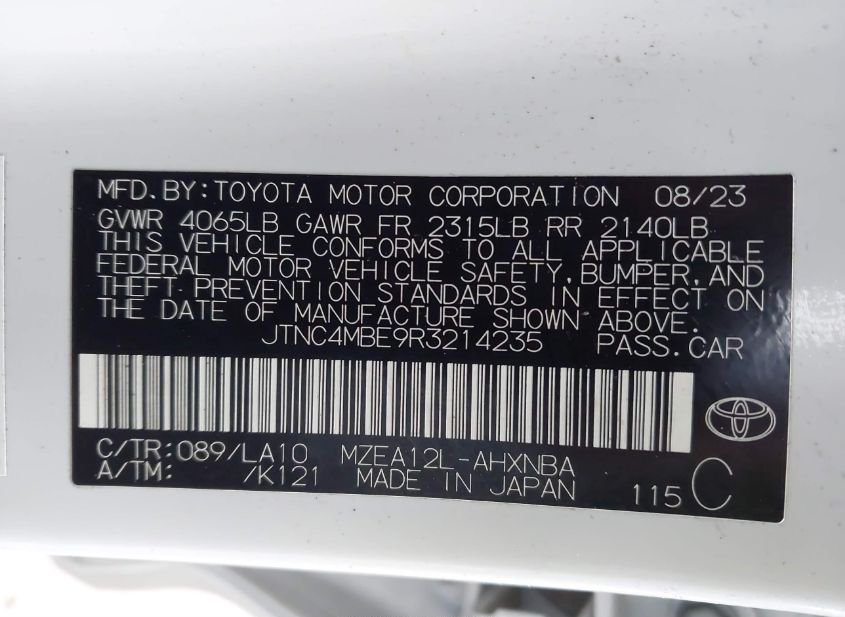 MFD. BY: TOYOTA MOTOR CORPORATION 08/23
GVWR 4065LB GAWR FR 2315LB RR 2140LB
THIS VEHICLE CONFORMS TO ALL APPLICABLE
FEDERAL MOTOR VEHICLE SAFETY, BUMPER, AND
THEFT PREVENTION STANDARDS IN EFFECT ON
THE DATE OF MANUFACTURE SHOWN ABOVE.
JTNC4MBE9R3214235 PASS. CAR
C/TR: 089/LA10 MZEA12L-AHXNBA
A/TM: /K121 MADE IN JAPAN 115 C